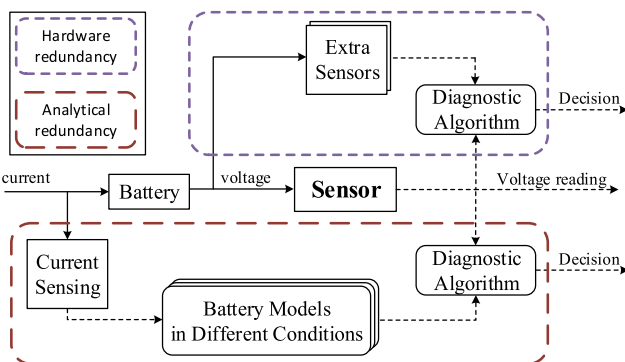 Hardware
redundancy
Analytical
redundancy
Extra
Sensors
Diagnostic
Algorithm
Decision
current
Battery
voltage
Sensor
Voltage reading
Current
Sensing
Battery Models
in Different Conditions
Diagnostic
Algorithm
Decision